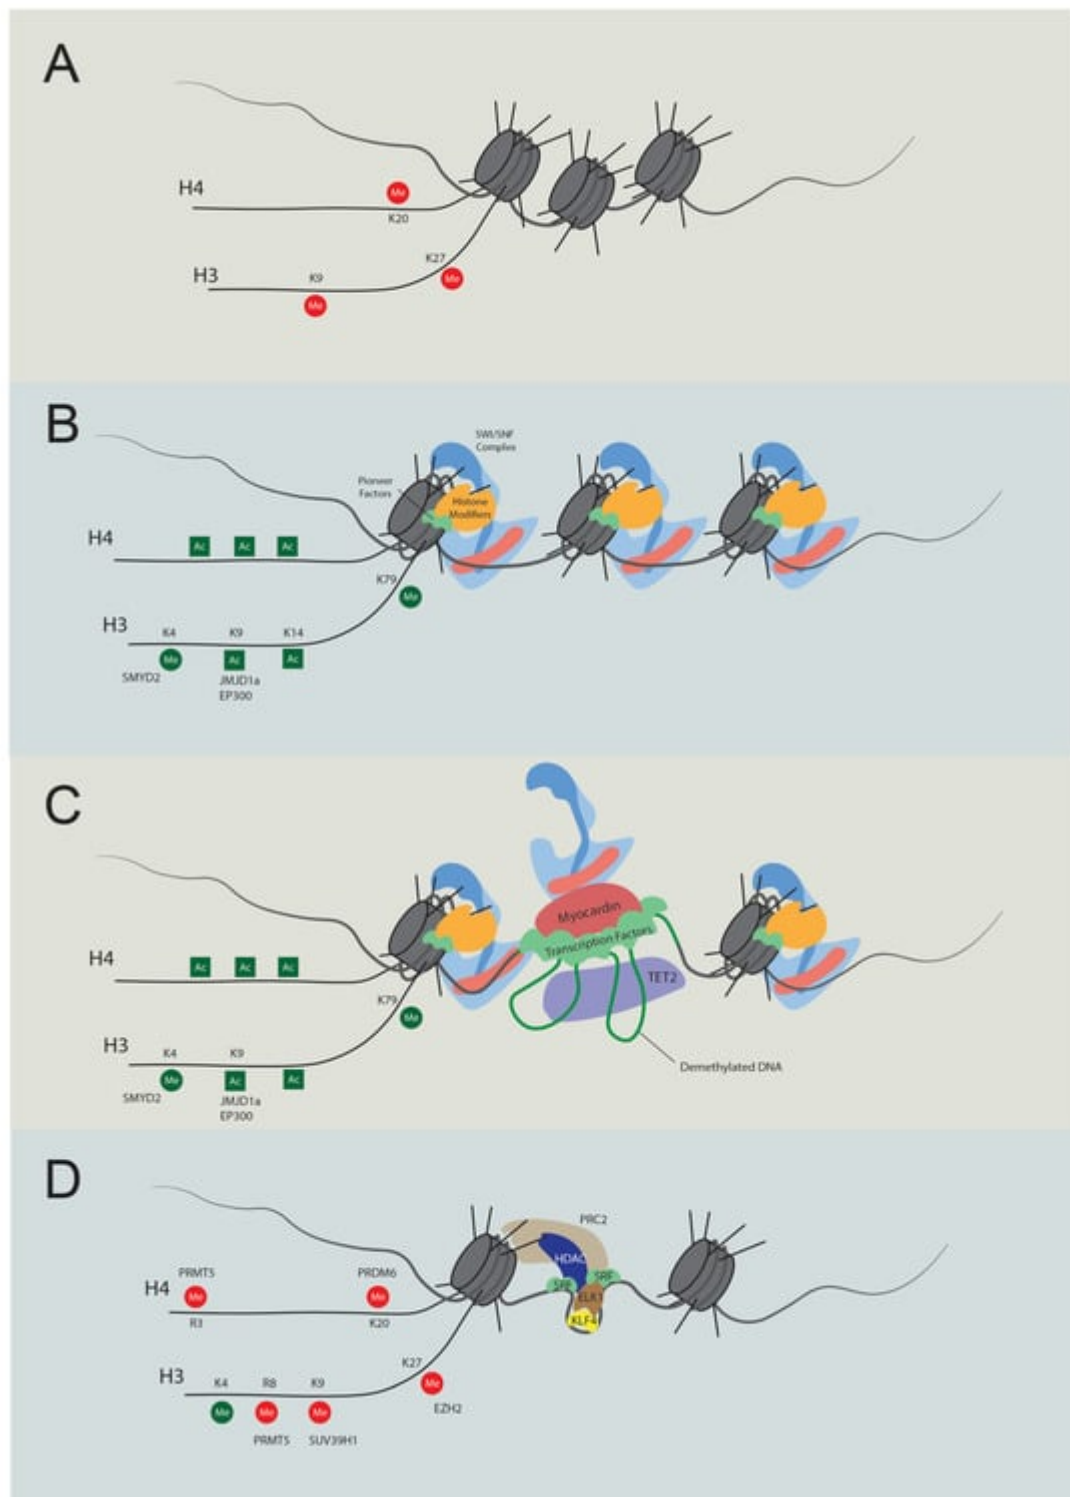 A
H4
Me
K20
K27
H3
K9
Me
Me
B
SWI/SNF
Complex
Pioneer
Factors
Histone
Modifiers
H4
Ac
Ac
Ac
K79
Me
H3
K4
K9
K14
Me
Ac
Ac
SMYD2
JMJD1a
EP300
C
Myocardin
Transcription Factors
TET2
H4
Ac
Ac
Ac
K79
Me
H3
K4
K9
Me
Ac
Ac
SMYD2
JMJD1a
EP300
Demethylated DNA
D
PRC2
HDAC
SRF
SRF
ELK1
KLF4
PRMT5
PRDM6
H4
Me
Me
R3
K20
K27
H3
K4
R8
K9
Me
Me
Me
Me
EZH2
PRMT5
SUV39H1